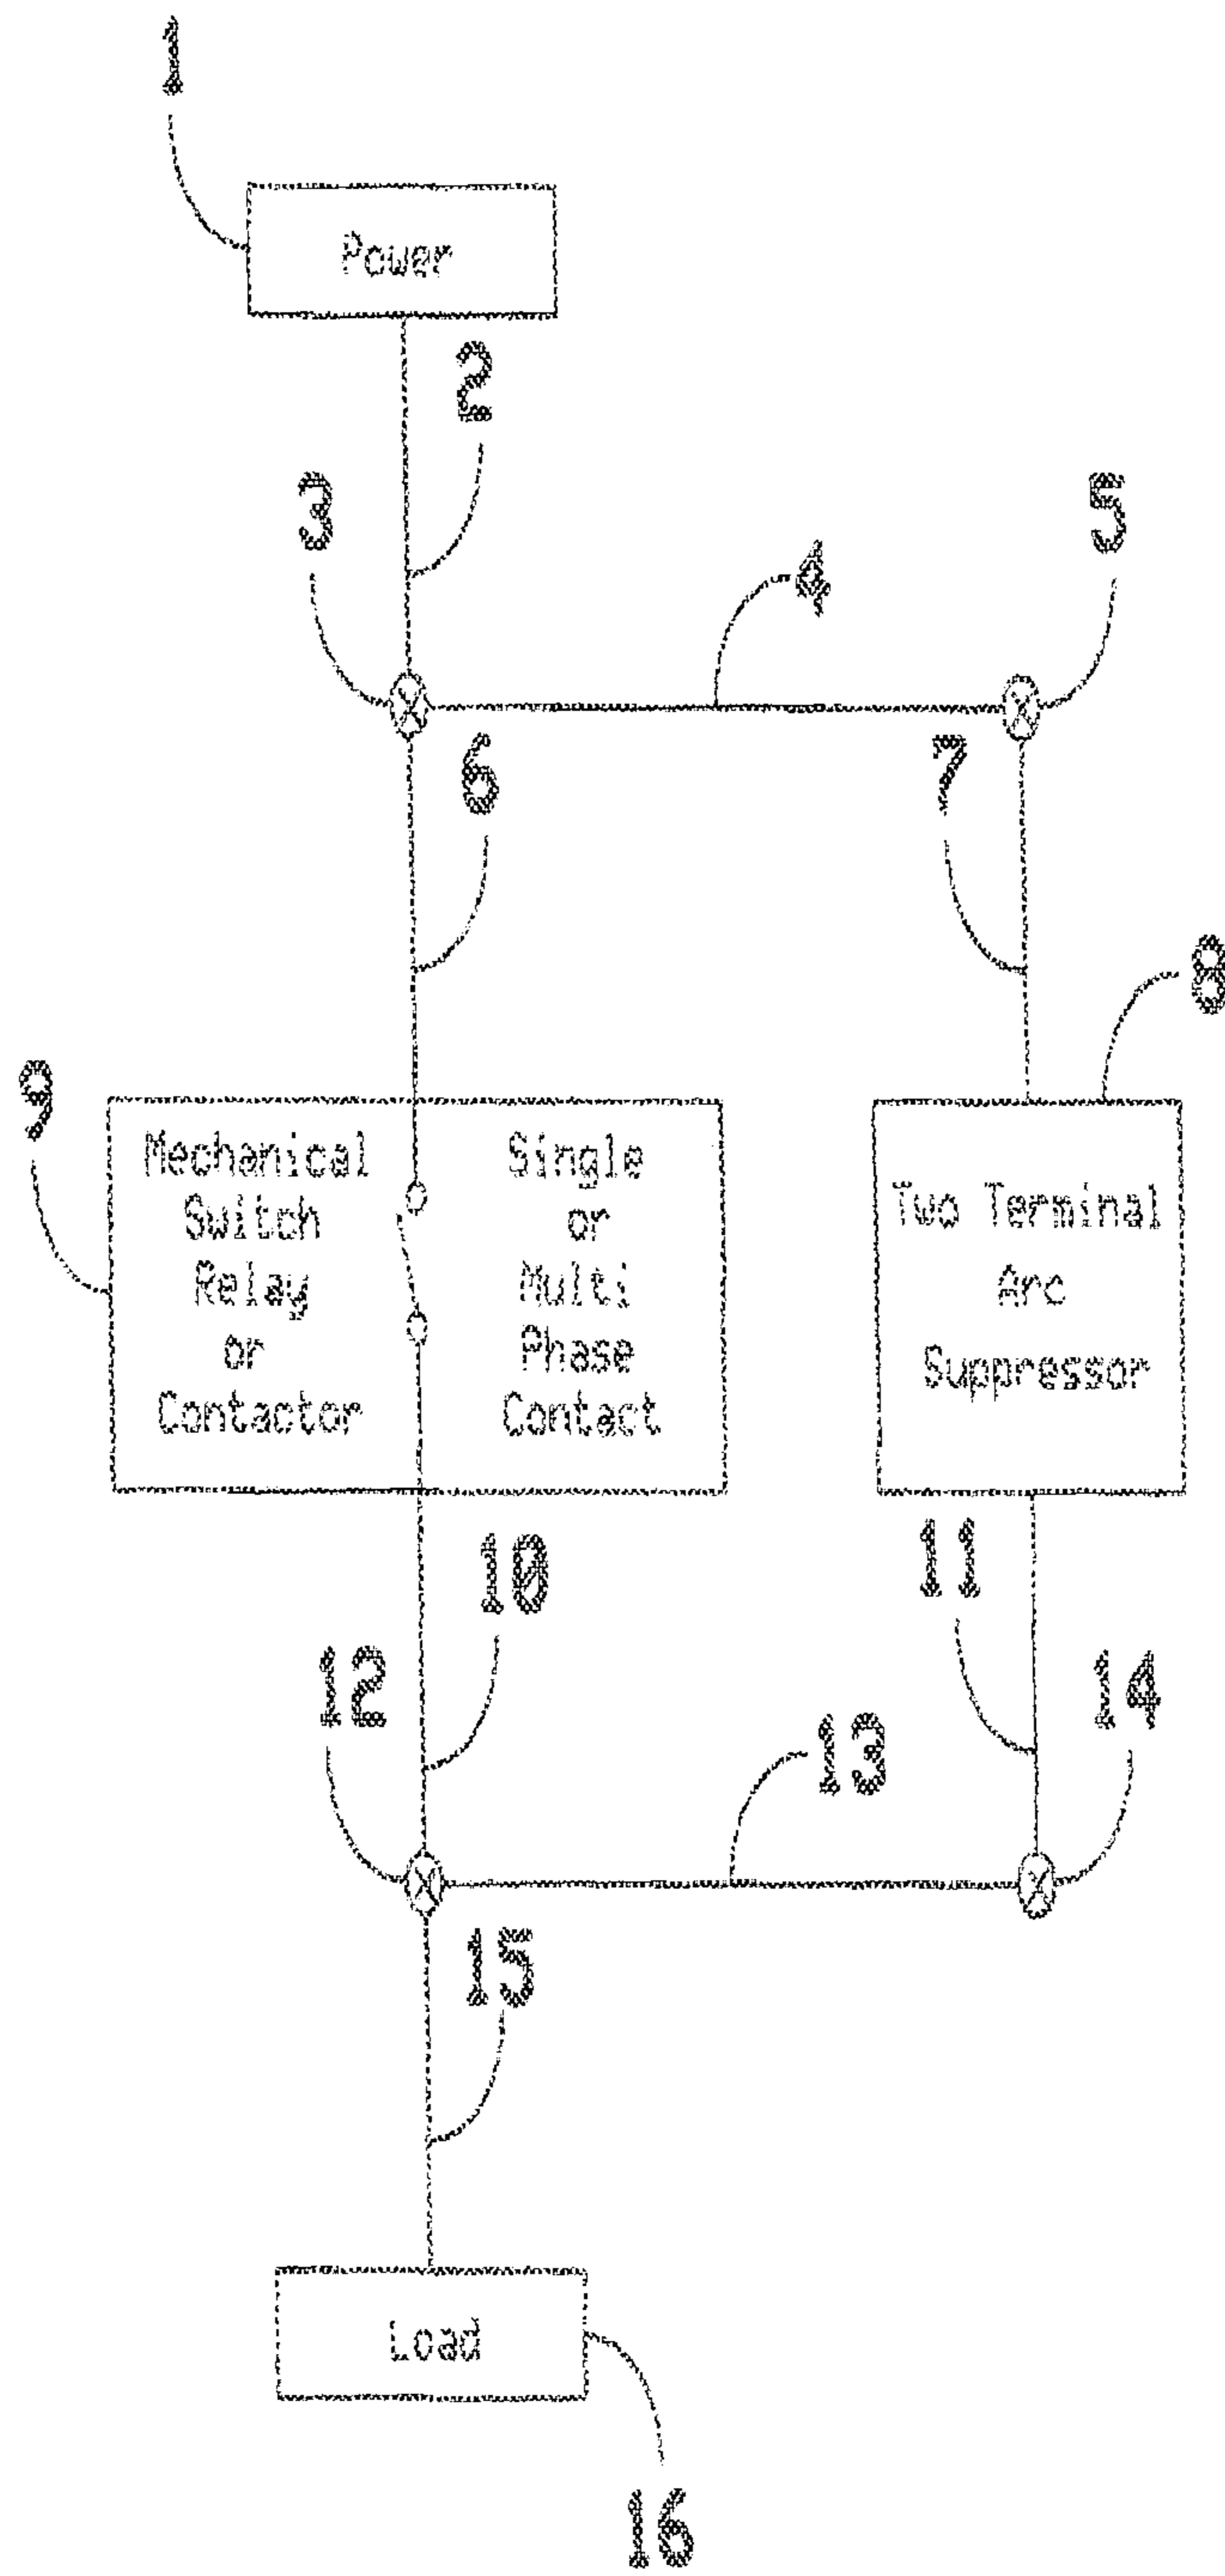 1
Power
2
3
5
4
6
7
8
9
Mechanical
Switch
Relay
or
Contactor
Single
or
Multi
Phase
Contact
Two Terminal
Arc
Suppressor
10
11
12
14
13
15
Load
16